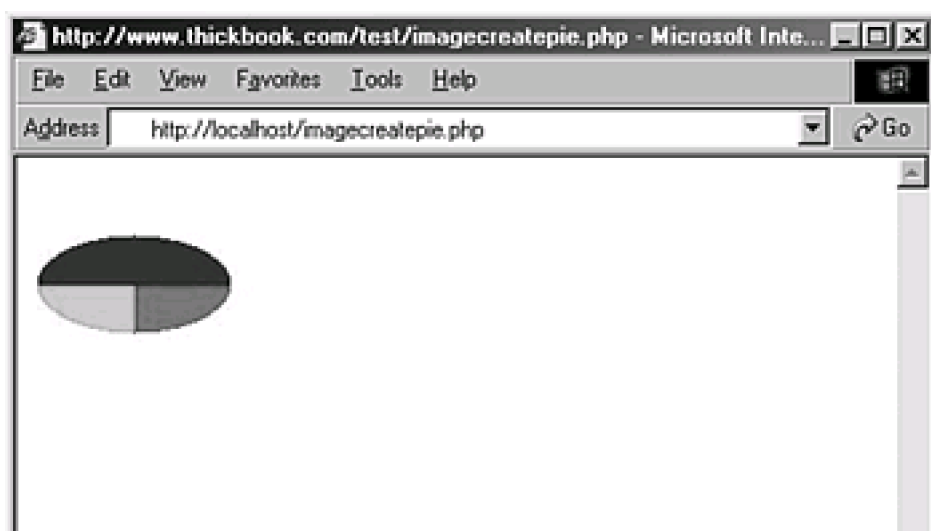 http://www.thickbook.com/test/imagecreatepie.php - Microsoft Inte...
File Edit View Favorites Tools Help
Address http://localhost/imagecreatepie.php Go